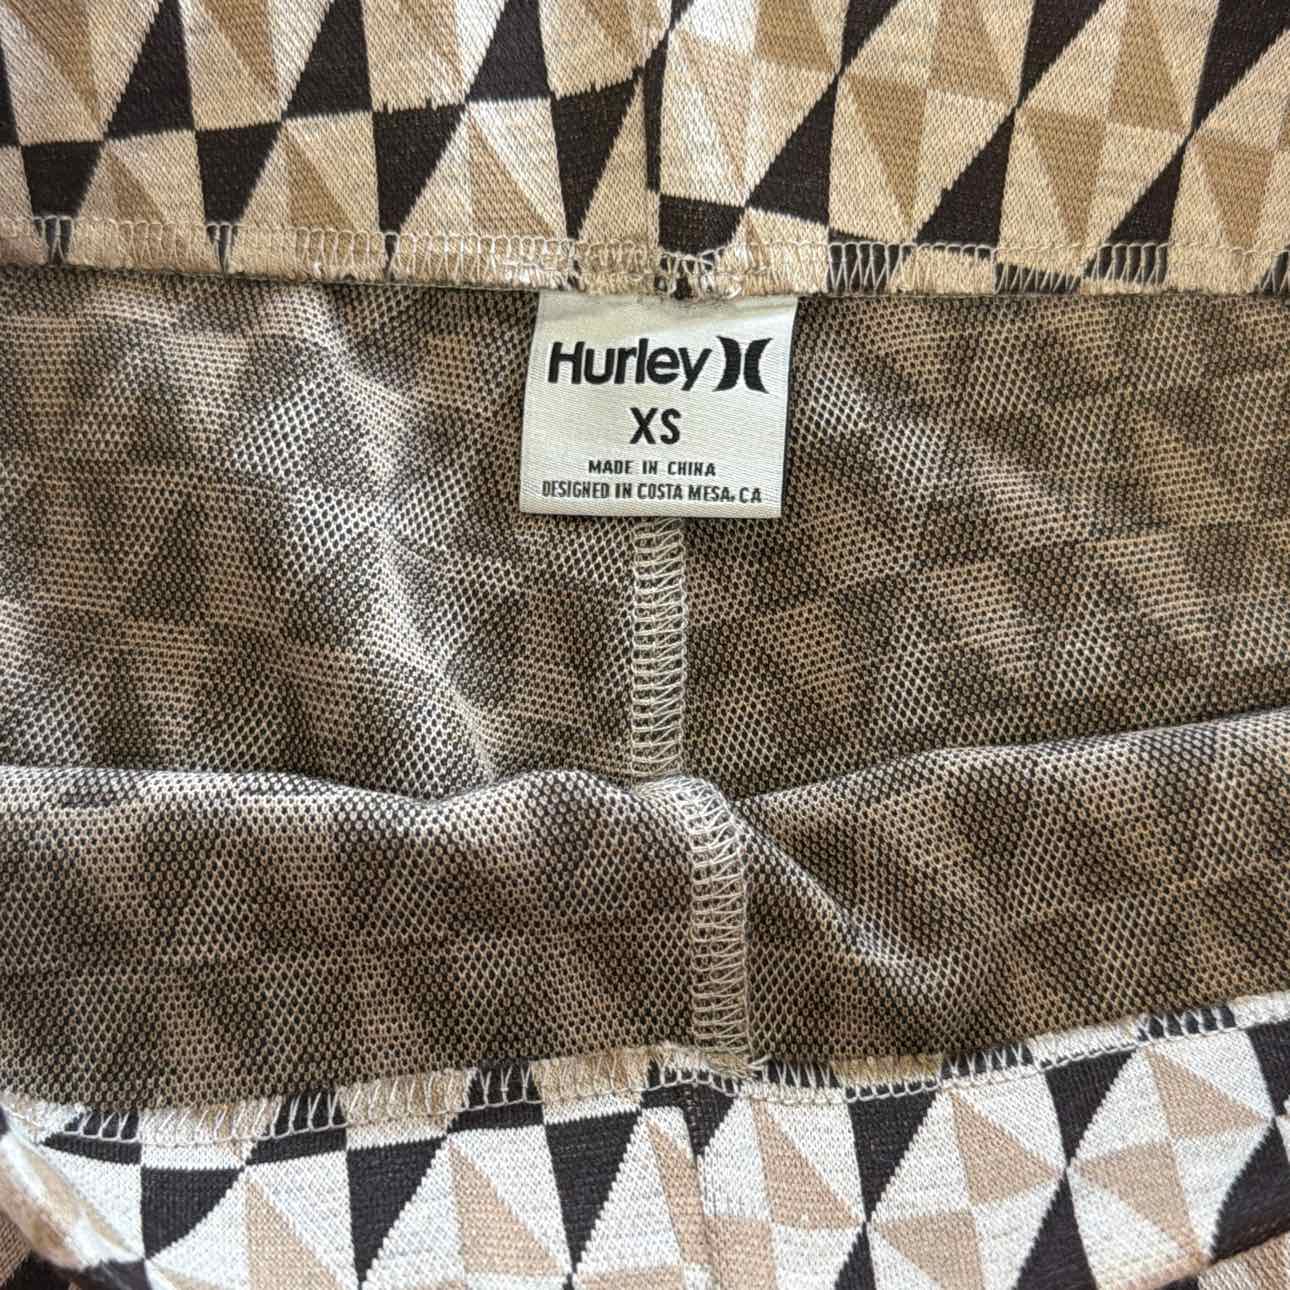 Hurley
XS
MADE IN CHINA
DESIGNED IN COSTA MESA, CA